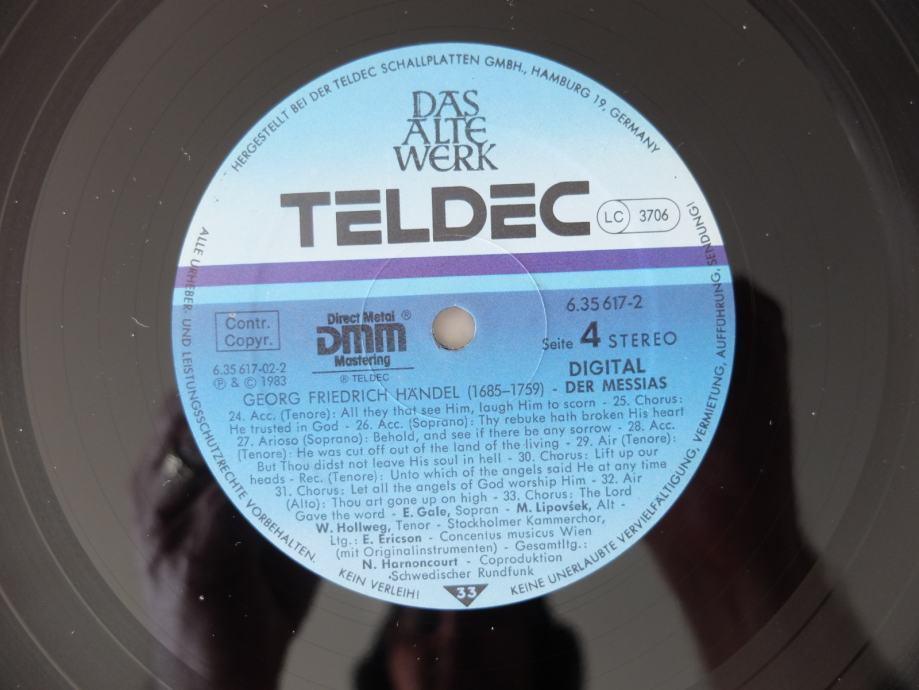 HERGESTELLT BEI DER TELDEC SCHALLPLATTEN GMBH., HAMBURG 19, GERMANY
DAS
ALTE
WERK
TELDEC
LC 3706
6.35 617-2
Contr.
Copyr.
Direct Metal ®
DMM
Mastering
® TELDEC
Seite 4 STEREO
6.35 617-02-2
℗ & © 1983
DIGITAL
GEORG FRIEDRICH HÄNDEL (1685-1759) - DER MESSIAS
24. Acc. (Tenore): All they that see Him, laugh Him to scorn - 25. Chorus:
He trusted in God - 26. Acc. (Soprano): Thy rebuke hath broken His heart
27. Arioso (Soprano): Behold, and see if there be any sorrow - 28. Acc.
(Tenore): He was cut off out of the land of the living - 29. Air (Tenore):
But Thou didst not leave His soul in hell - 30. Chorus: Lift up our
heads - Rec. (Tenore): Unto which of the angels said He at any time
31. Chorus: Let all the angels of God worship Him - 32. Air
(Alto): Thou art gone up on high - 33. Chorus: The Lord
Gave the word - E. Gale, Sopran - M. Lipovšek, Alt -
W. Hollweg, Tenor - Stockholmer Kammerchor,
Ltg.: E. Ericson - Concentus musicus Wien
(mit Originalinstrumenten) - Gesamtltg.:
N. Harnoncourt - Coproduktion
Schwedischer Rundfunk
33
ALLE URHEBER- UND LEISTUNGSSCHUTZRECHTE VORBEHALTEN.
KEIN VERLEIH!
KEINE UNERLAUBTE VERVIELFÄLTIGUNG, VERMIETUNG, AUFFÜHRUNG, SENDUNG!